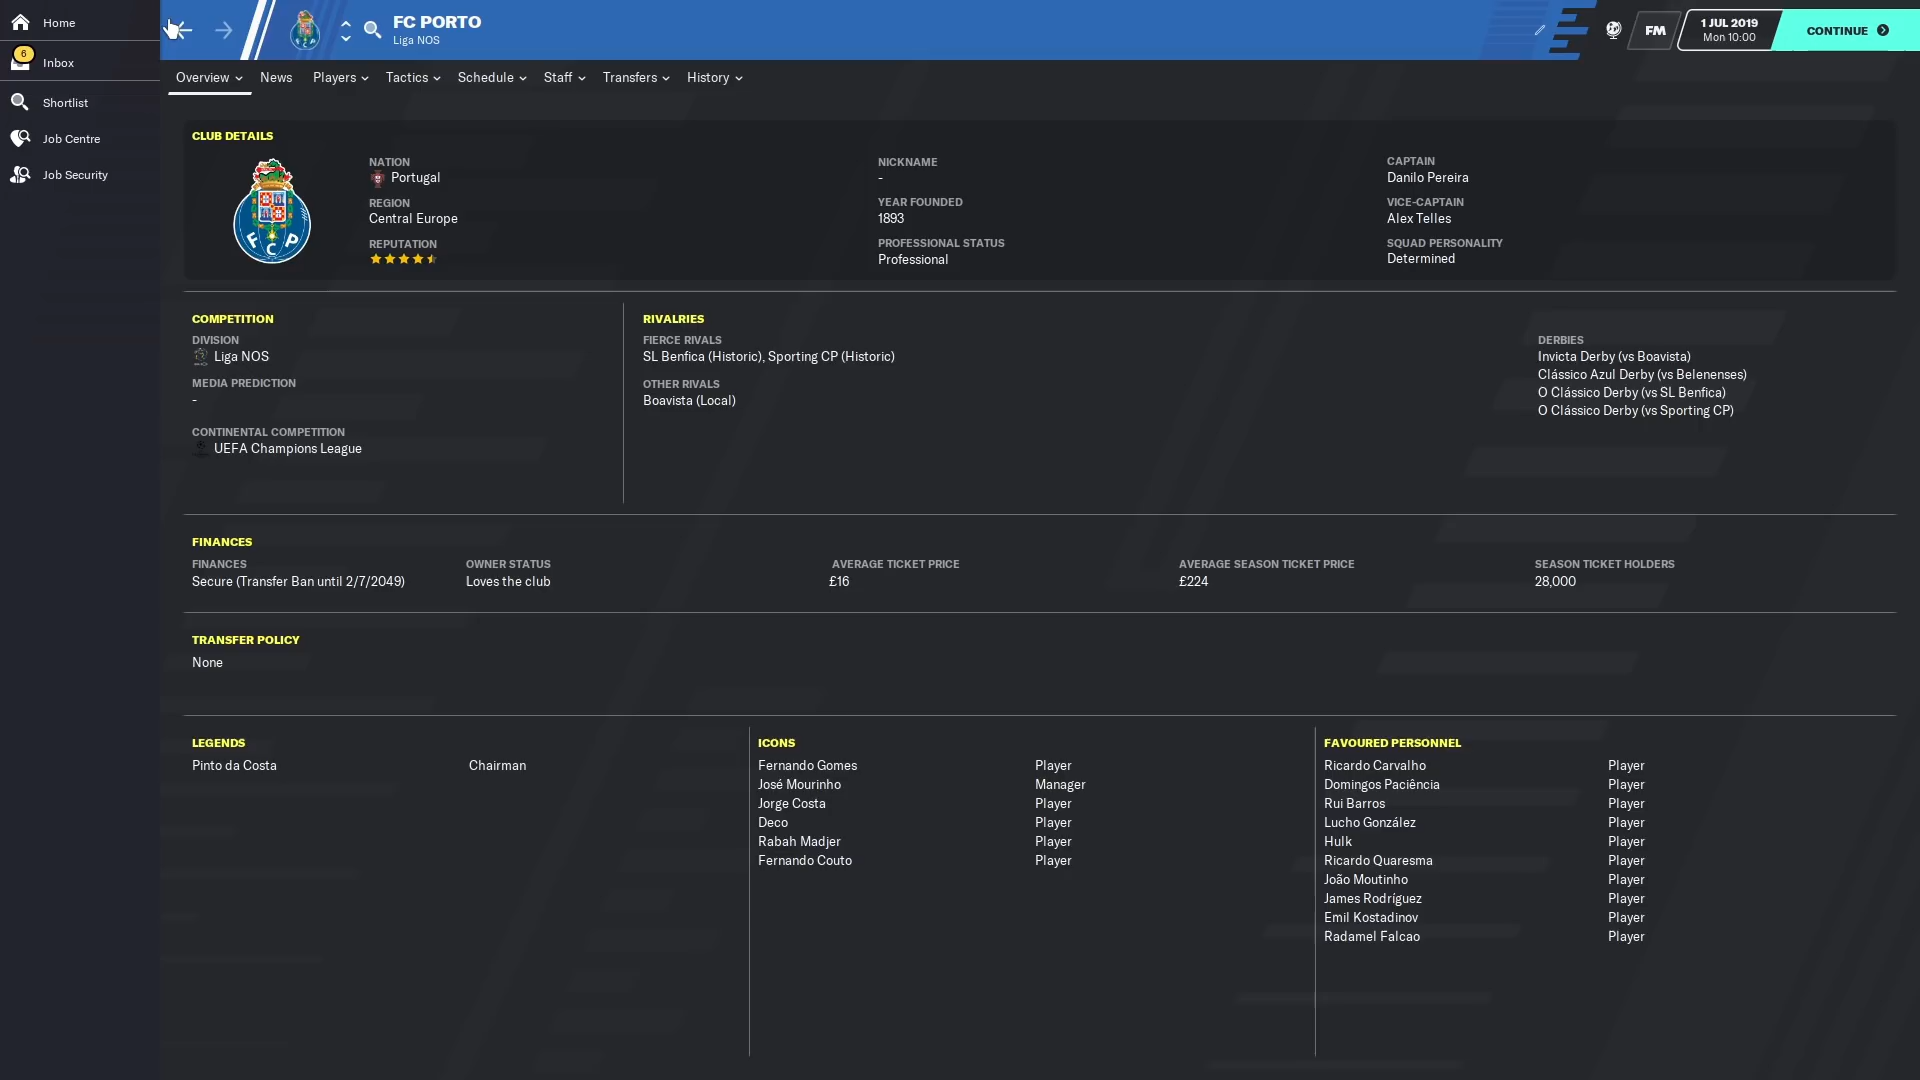 Home
6
Inbox
Shortlist
Job Centre
Job Security
FC PORTO
Liga NOS
FM
1 JUL 2019
Mon 10:00
CONTINUE
Overview
News
Players
Tactics
Schedule
Staff
Transfers
History
CLUB DETAILS
FCP
NATION
Portugal
REGION
Central Europe
REPUTATION
NICKNAME
-
YEAR FOUNDED
1893
PROFESSIONAL STATUS
Professional
CAPTAIN
Danilo Pereira
VICE-CAPTAIN
Alex Telles
SQUAD PERSONALITY
Determined
COMPETITION
DIVISION
Liga NOS
MEDIA PREDICTION
-
CONTINENTAL COMPETITION
UEFA Champions League
RIVALRIES
FIERCE RIVALS
SL Benfica (Historic), Sporting CP (Historic)
OTHER RIVALS
Boavista (Local)
DERBIES
Invicta Derby (vs Boavista)
Clássico Azul Derby (vs Belenenses)
O Clássico Derby (vs SL Benfica)
O Clássico Derby (vs Sporting CP)
FINANCES
FINANCES
Secure (Transfer Ban until 2/7/2049)
OWNER STATUS
Loves the club
AVERAGE TICKET PRICE
£16
AVERAGE SEASON TICKET PRICE
£224
SEASON TICKET HOLDERS
28,000
TRANSFER POLICY
None
LEGENDS
Pinto da Costa Chairman
ICONS
Fernando Gomes Player
José Mourinho Manager
Jorge Costa Player
Deco Player
Rabah Madjer Player
Fernando Couto Player
FAVOURED PERSONNEL
Ricardo Carvalho Player
Domingos Paciência Player
Rui Barros Player
Lucho González Player
Hulk Player
Ricardo Quaresma Player
João Moutinho Player
James Rodríguez Player
Emil Kostadinov Player
Radamel Falcao Player